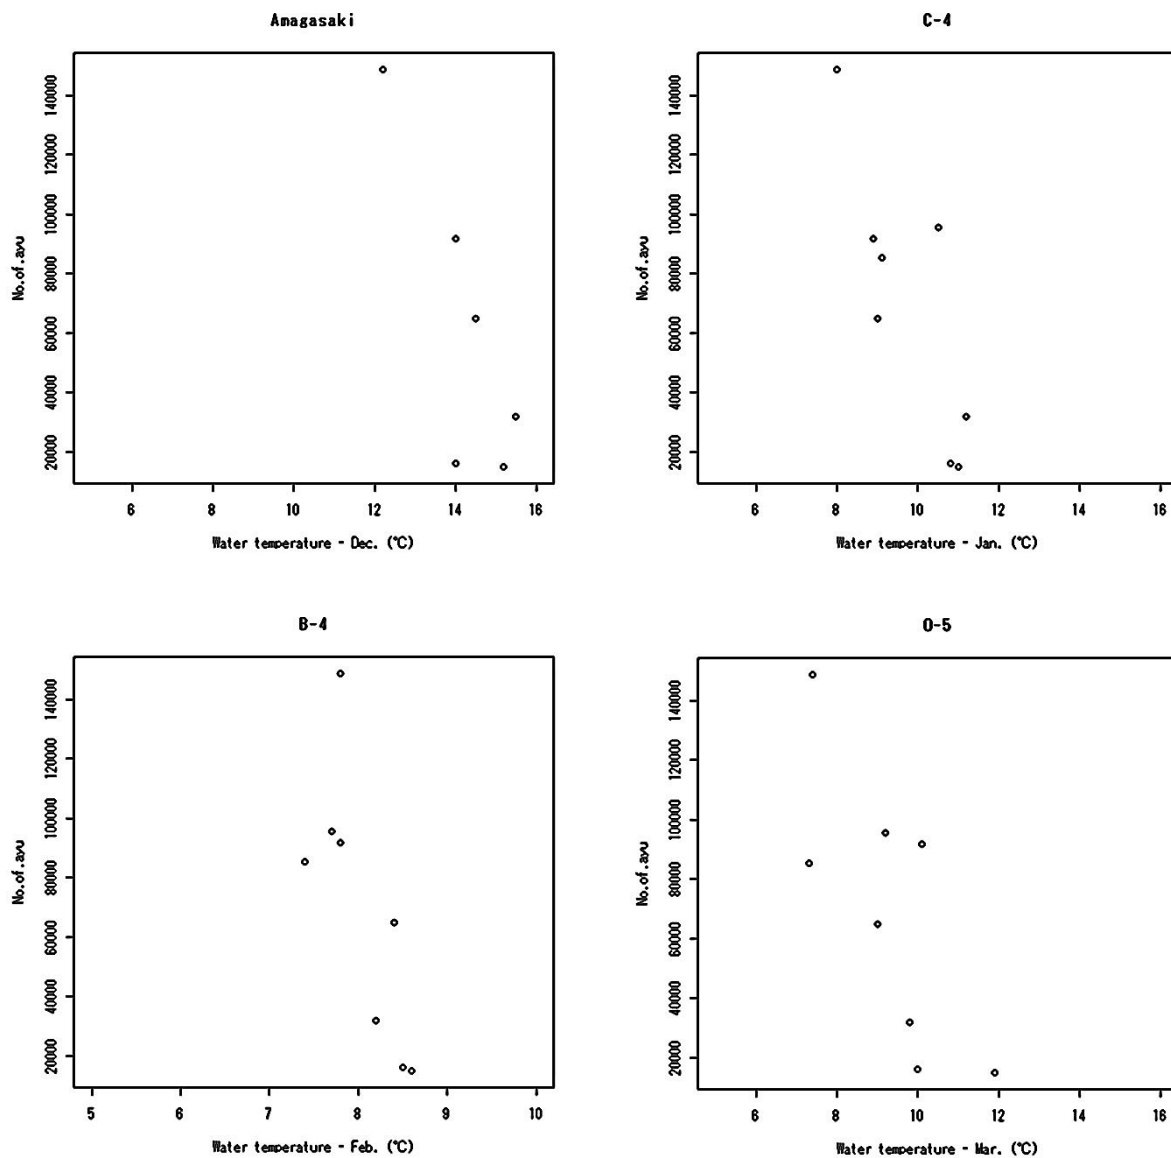 Amagasaki
No.of.ayu
140000
120000
100000
80000
60000
40000
20000
6 8 10 12 14 16
Water temperature - Dec. (℃)
C-4
No.of.ayu
140000
120000
100000
80000
60000
40000
20000
6 8 10 12 14 16
Water temperature - Jan. (℃)
B-4
No.of.ayu
140000
120000
100000
80000
60000
40000
20000
5 6 7 8 9 10
Water temperature - Feb. (℃)
O-5
No.of.ayu
140000
120000
100000
80000
60000
40000
20000
6 8 10 12 14 16
Water temperature - Mar. (℃)